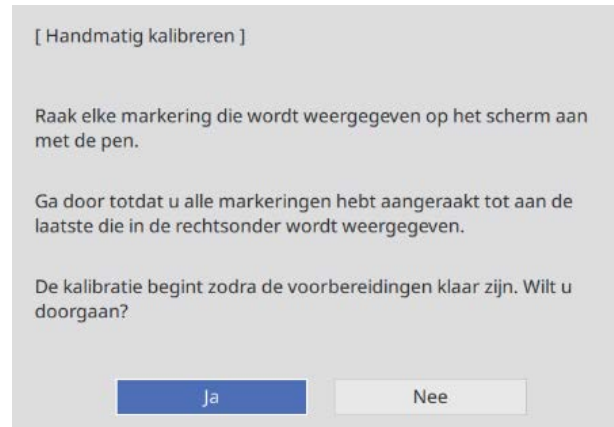 [ Handmatig kalibreren ]
Raak elke markering die wordt weergegeven op het scherm aan
met de pen.
Ga door totdat u alle markeringen hebt aangeraakt tot aan de
laatste die in de rechtsonder wordt weergegeven.
De kalibratie begint zodra de voorbereidingen klaar zijn. Wilt u
doorgaan?
Ja
Nee